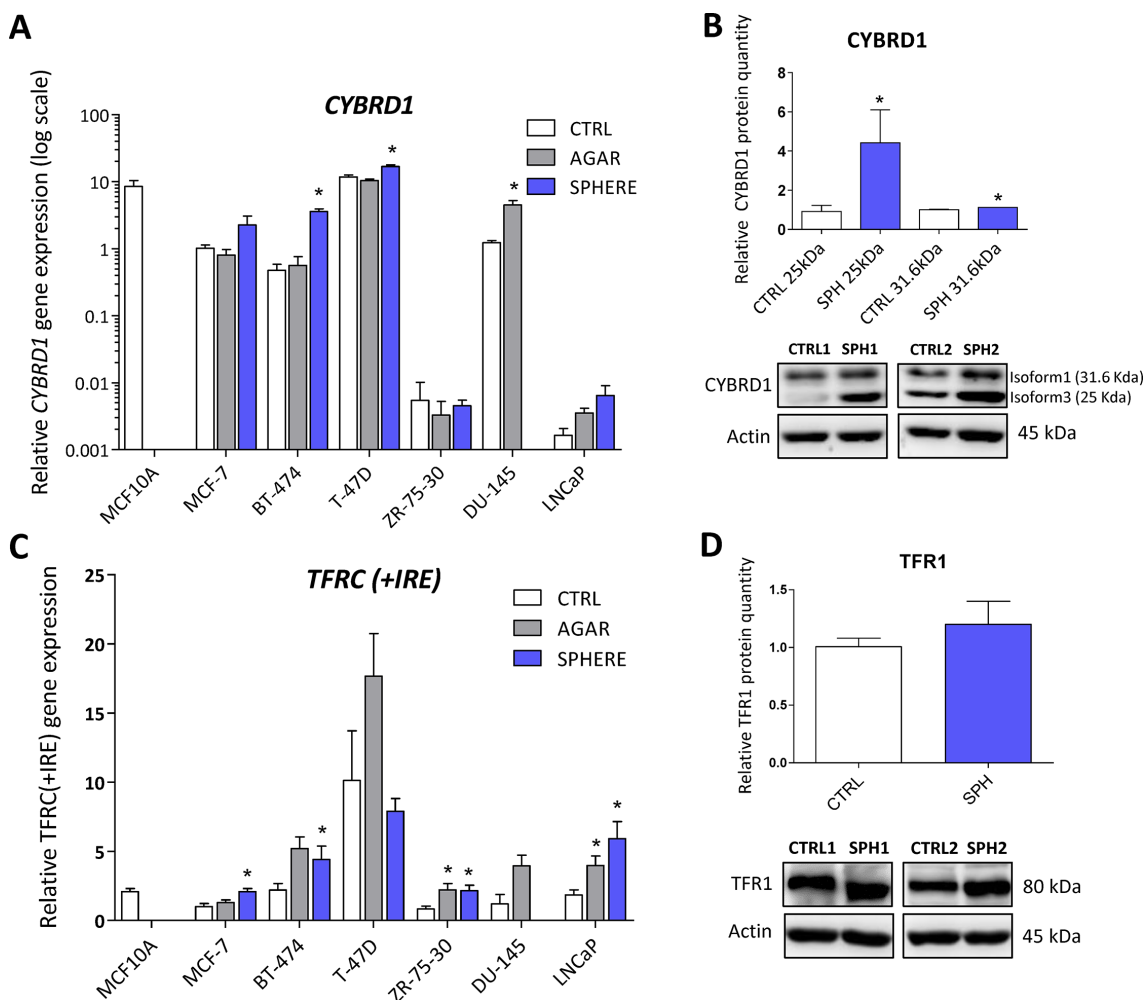 A
CYBRD1
Relative CYBRD1 gene expression (log scale)
100
10
1
0.1
0.01
0.001
CTRL
AGAR
SPHERE
*
*
*
MCF10A
MCF-7
BT-474
T-47D
ZR-75-30
DU-145
LNCaP
B
CYBRD1
Relative CYBRD1 protein quantity
8
6
4
2
0
*
*
CTRL 25kDa
SPH 25kDa
CTRL 31.6kDa
SPH 31.6kDa
CTRL1 SPH1 CTRL2 SPH2
CYBRD1
Isoform1 (31.6 Kda)
Isoform3 (25 Kda)
Actin
45 kDa
C
TFRC (+IRE)
Relative TFRC(+IRE) gene expression
25
20
15
10
5
0
CTRL
AGAR
SPHERE
*
*
*
*
*
*
MCF10A
MCF-7
BT-474
T-47D
ZR-75-30
DU-145
LNCaP
D
TFR1
Relative TFR1 protein quantity
1.5
1.0
0.5
0.0
CTRL
SPH
CTRL1 SPH1 CTRL2 SPH2
TFR1
80 kDa
Actin
45 kDa